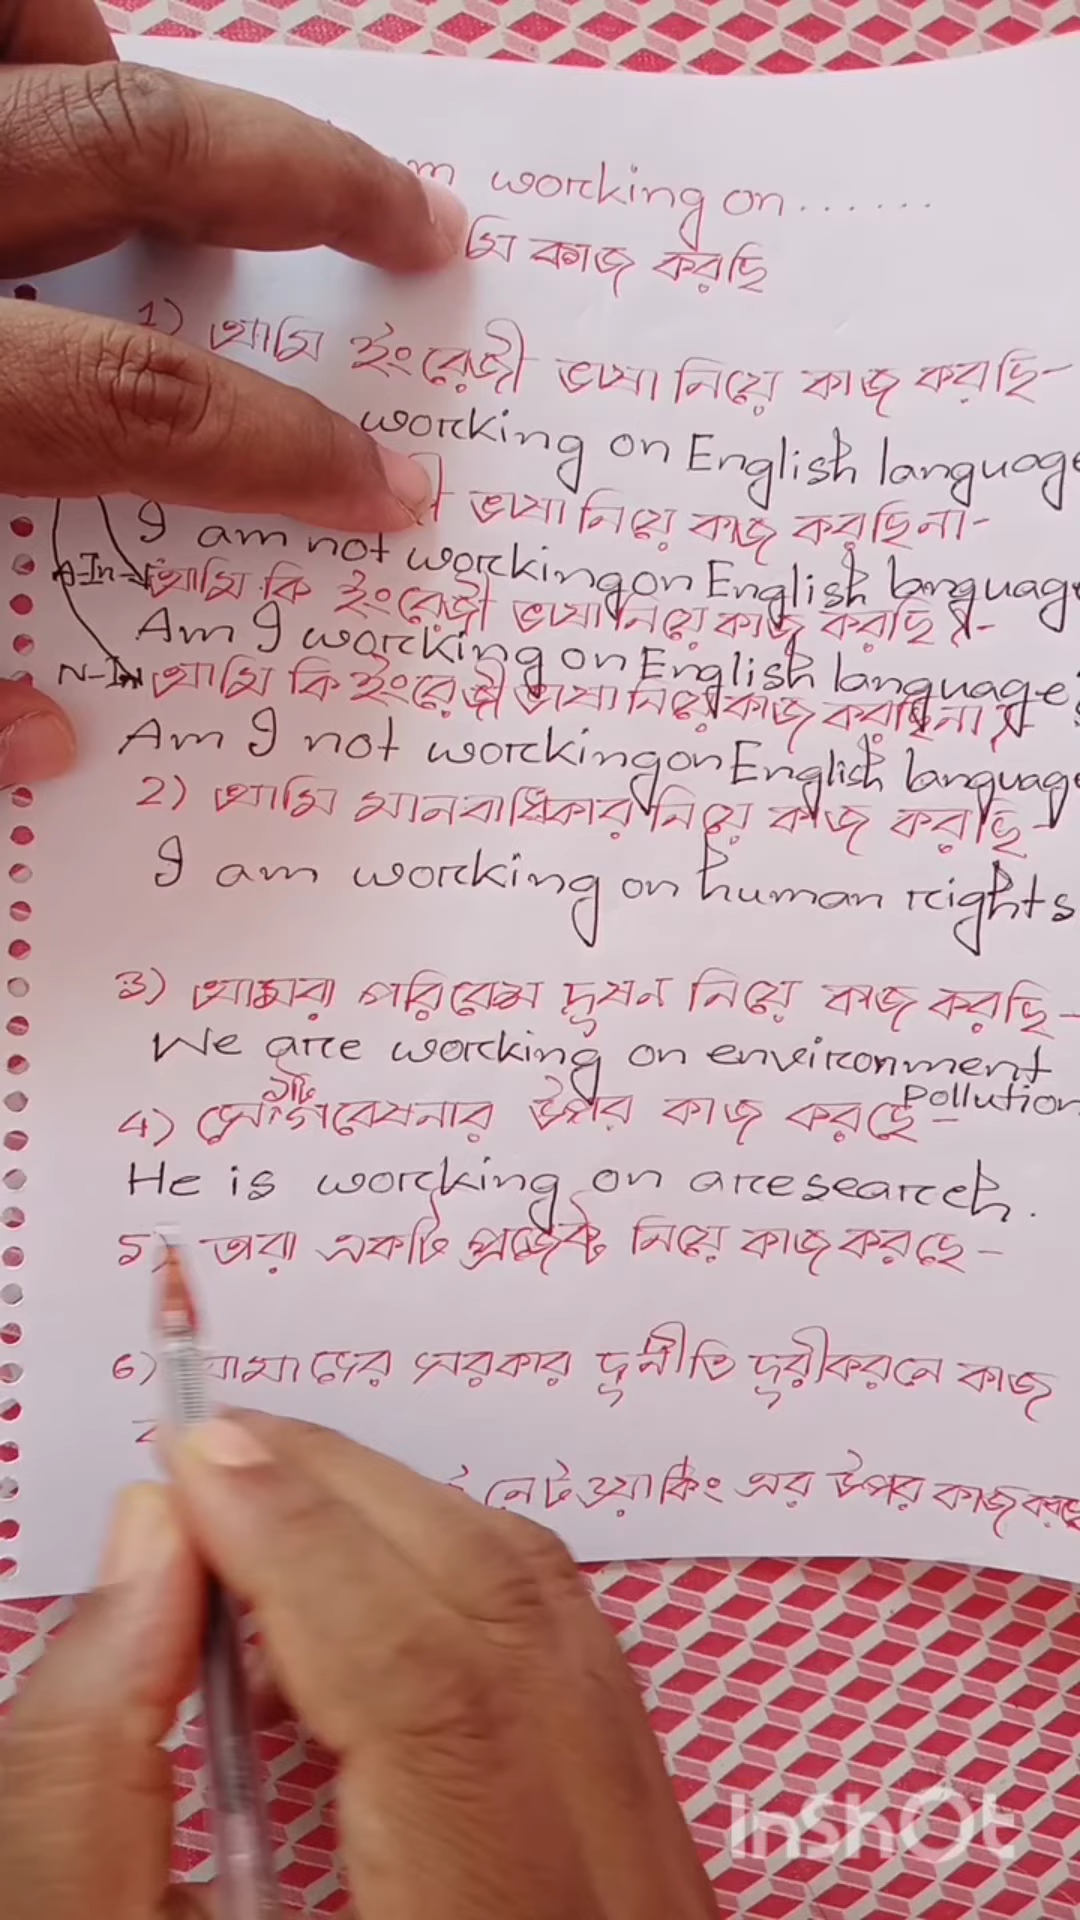 working on......
কাজ করছি
1) আমি ইংরেজী ভাষা নিয়ে কাজ করছি-
working on English language
ভাষা নিয়ে কাজ করছিনা-
I am not working on English language
A-In- আমি কি ইংরেজী ভাষা নিয়ে কাজ করছি?-
Am I working on English language
N-In আমি কি ইংরেজী ভাষা নিয়ে কাজ করছিনা?
Am I not working on English language
2) আমি মানবাধিকার নিয়ে কাজ করছি-
I am working on human rights
3) আমরা পরিবেশ দূষন নিয়ে কাজ করছি-
We are working on environment
Pollution
4) সে একটি গবেষনার উপর কাজ করছে-
He is working on a research.
৫) তারা একটি প্রজেক্ট নিয়ে কাজ করছে-
6) আমাদের সরকার দূর্নীতি দূরীকরনে কাজ
নেটওয়ার্কিং এর উপর কাজ করছে
InShOt